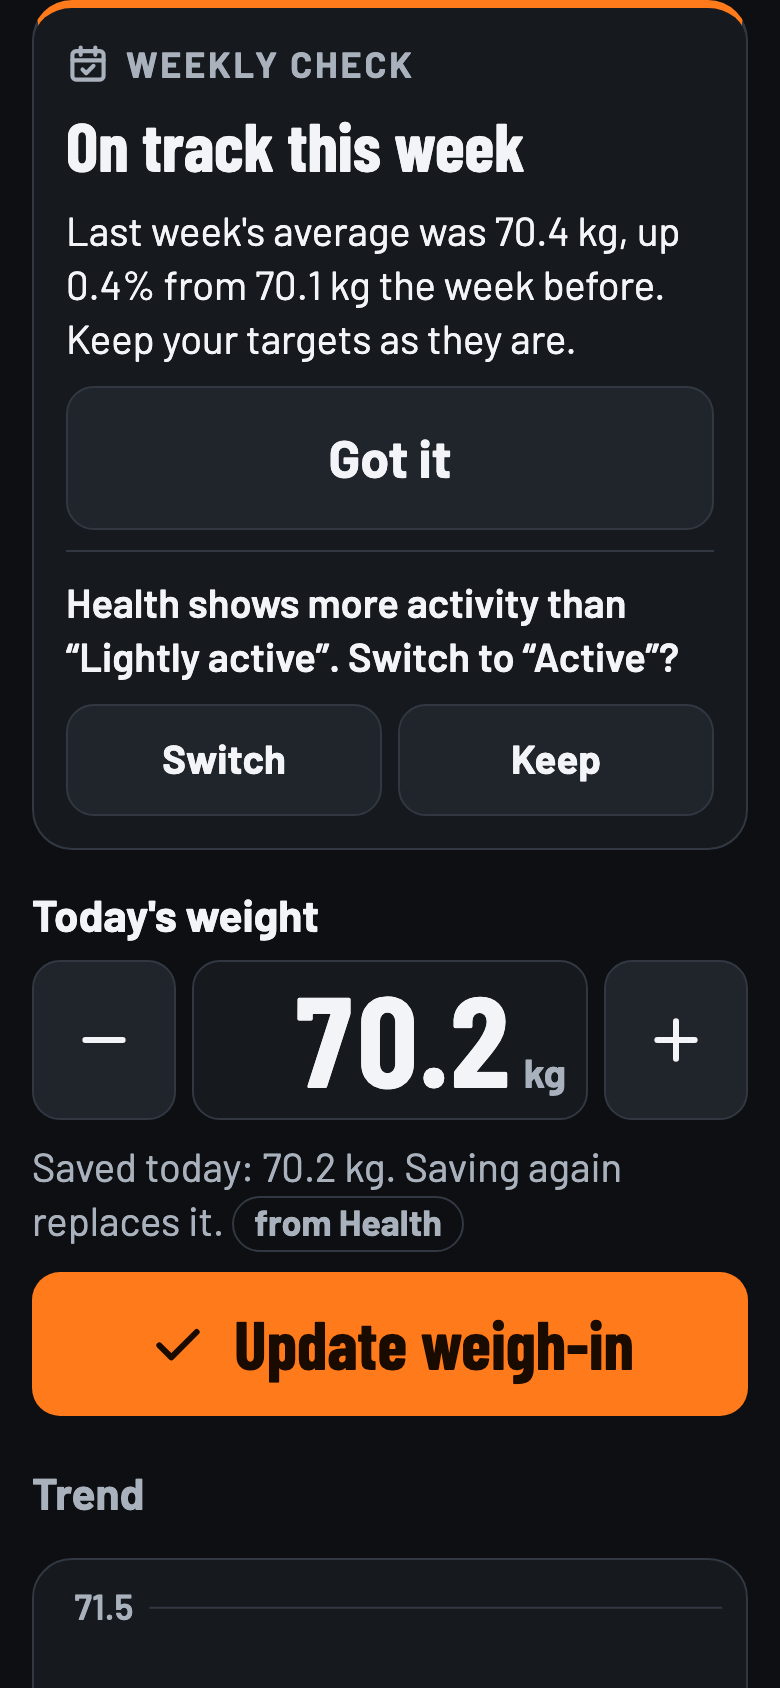 WEEKLY CHECK
On track this week
Last week's average was 70.4 kg, up
0.4% from 70.1 kg the week before.
Keep your targets as they are.
Got it
Health shows more activity than
“Lightly active”. Switch to “Active”?
Switch
Keep
Today's weight
70.2 kg
Saved today: 70.2 kg. Saving again
replaces it. from Health
Update weigh-in
Trend
71.5